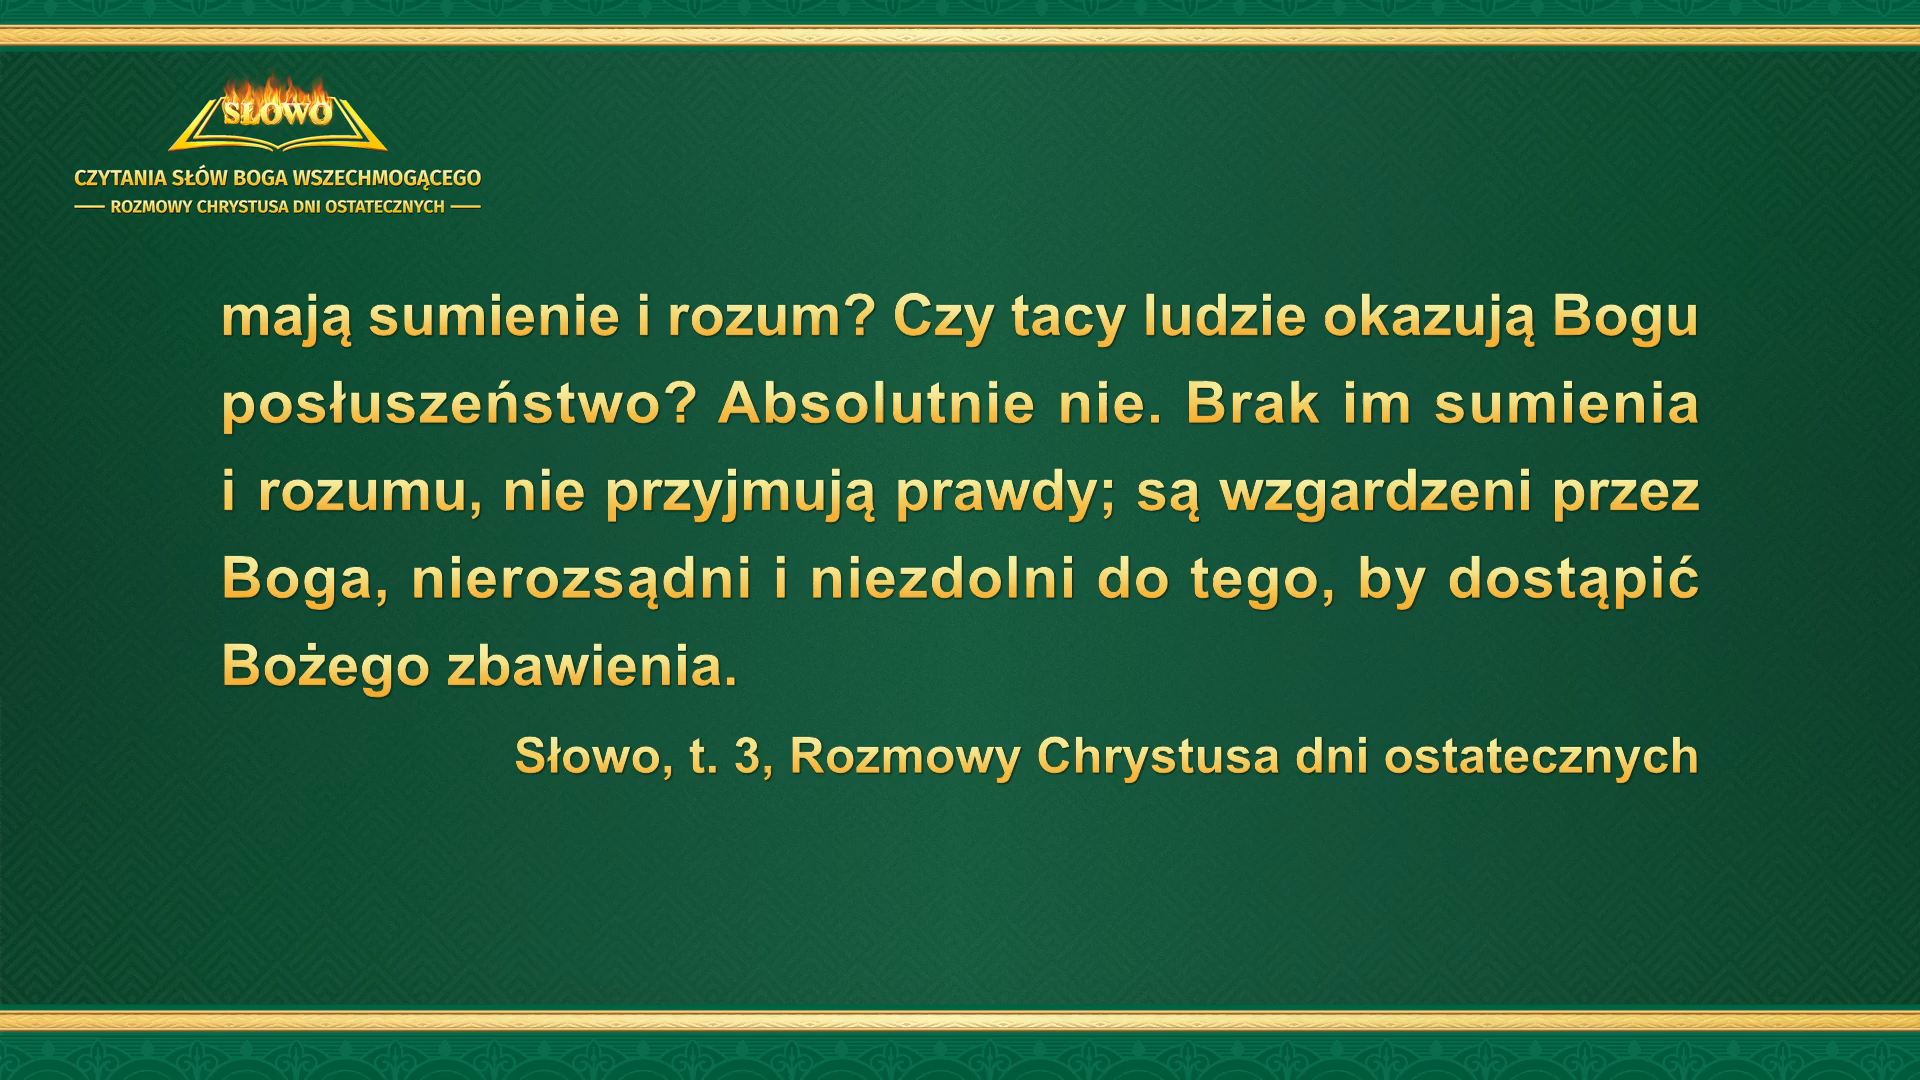 SŁOWO
CZYTANIA SŁÓW BOGA WSZECHMOGĄCEGO
ROZMOWY CHRYSTUSA DNI OSTATECZNYCH
mają sumienie i rozum? Czy tacy ludzie okazują Bogu
posłuszeństwo? Absolutnie nie. Brak im sumienia
i rozumu, nie przyjmują prawdy; są wzgardzeni przez
Boga, nierozsądni i niezdolni do tego, by dostąpić
Bożego zbawienia.
Słowo, t. 3, Rozmowy Chrystusa dni ostatecznych